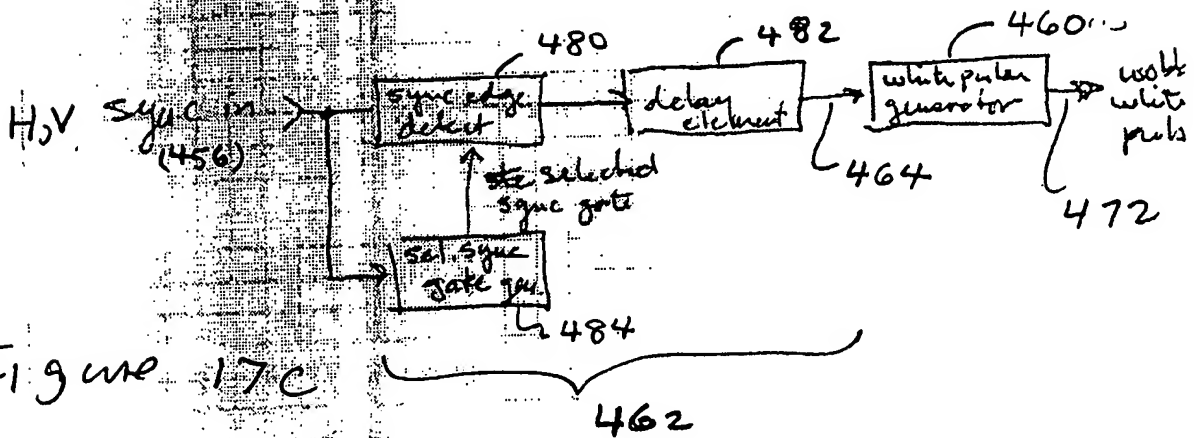 480
482
460
H,V sync in
(456)
sync edge
detect
delay
element
white pulse
generator
white
464
472
selected
sync gate
sel. sync
gate gen.
484
Figure 17C
462